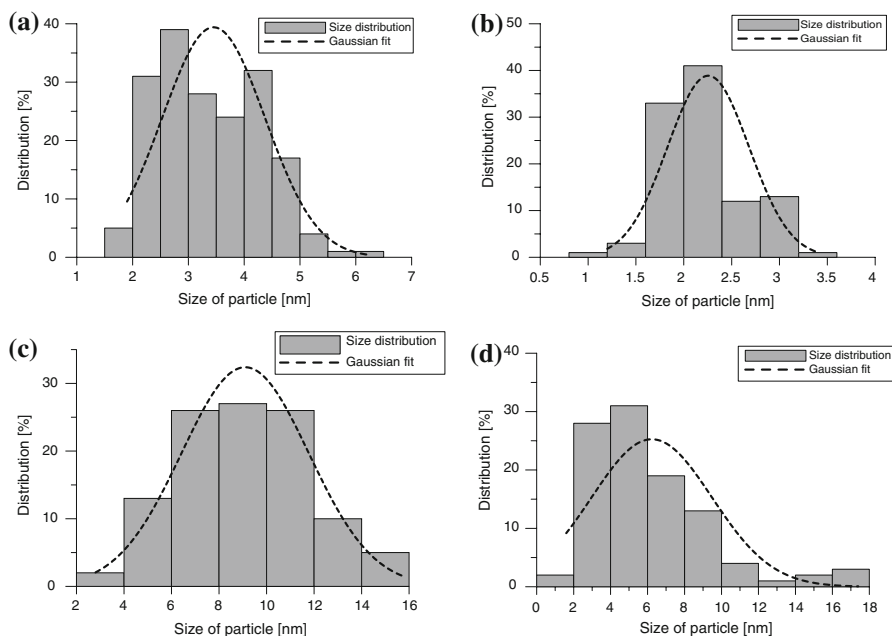 (a)
Size distribution
Gaussian fit
Distribution [%]
40
30
20
10
0
1 2 3 4 5 6 7
Size of particle [nm]
(b)
Size distribution
Gaussian fit
Distribution [%]
50
40
30
20
10
0
0.5 1 1.5 2 2.5 3 3.5 4
Size of particle [nm]
(c)
Size distribution
Gaussian fit
Distribution [%]
30
20
10
0
2 4 6 8 10 12 14 16
Size of particle [nm]
(d)
Size distribution
Gaussian fit
Distribution [%]
40
30
20
10
0
0 2 4 6 8 10 12 14 16 18
Size of particle [nm]